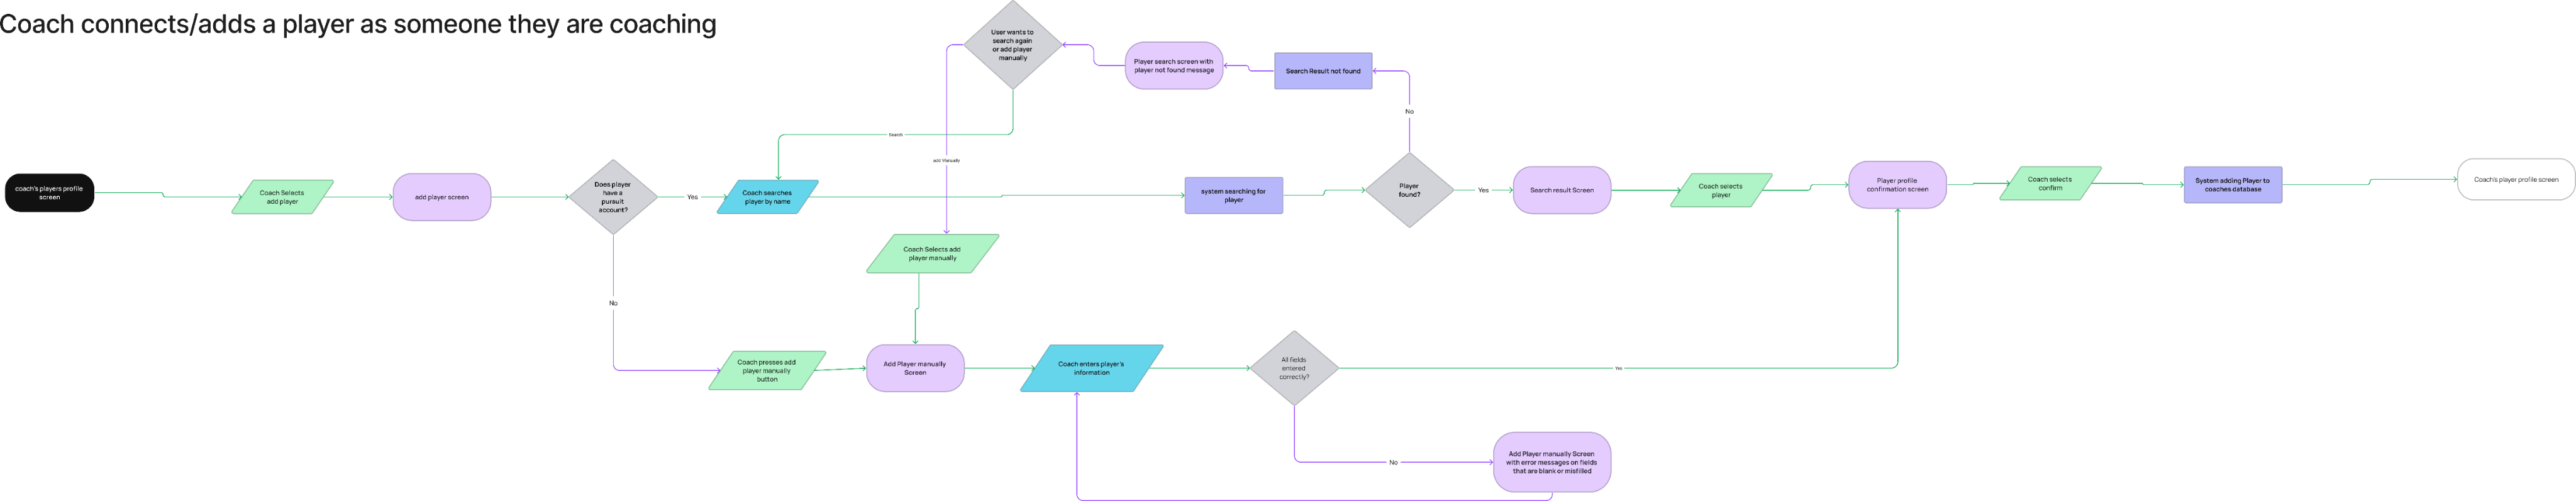 Coach connects/adds a player as someone they are coaching
User wants to
search again
or add player
manually
Player search screen with
player not found message
Search Result not found
No
Search
add Manually
coach's players profile
screen
Coach Selects
add player
add player screen
Does player
have a
pursuit
account?
Yes
Coach searches
player by name
system searching for
player
Player
found?
Yes
Search result Screen
Coach selects
player
Player profile
confirmation screen
Coach selects
confirm
System adding Player to
coaches database
Coach's player profile screen
Coach Selects add
player manually
No
Coach presses add
player manually
button
Add Player manually
Screen
Coach enters player's
information
All fields
entered
correctly?
Yes
No
Add Player manually Screen
with error messages on fields
that are blank or misfilled